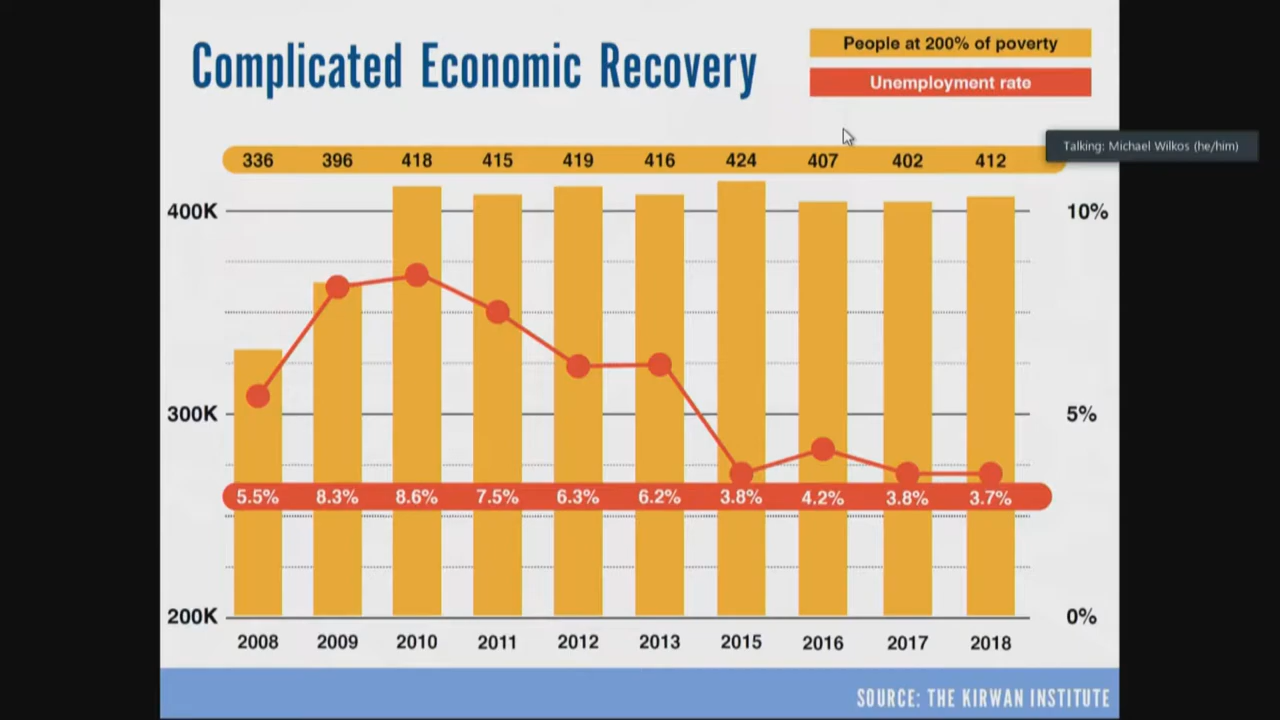 Complicated Economic Recovery
People at 200% of poverty
Unemployment rate
Talking: Michael Wilkos (he/him)
336 396 418 415 419 416 424 407 402 412
400K 10%
300K 5%
5.5% 8.3% 8.6% 7.5% 6.3% 6.2% 3.8% 4.2% 3.8% 3.7%
200K 0%
2008 2009 2010 2011 2012 2013 2015 2016 2017 2018
SOURCE: THE KIRWAN INSTITUTE